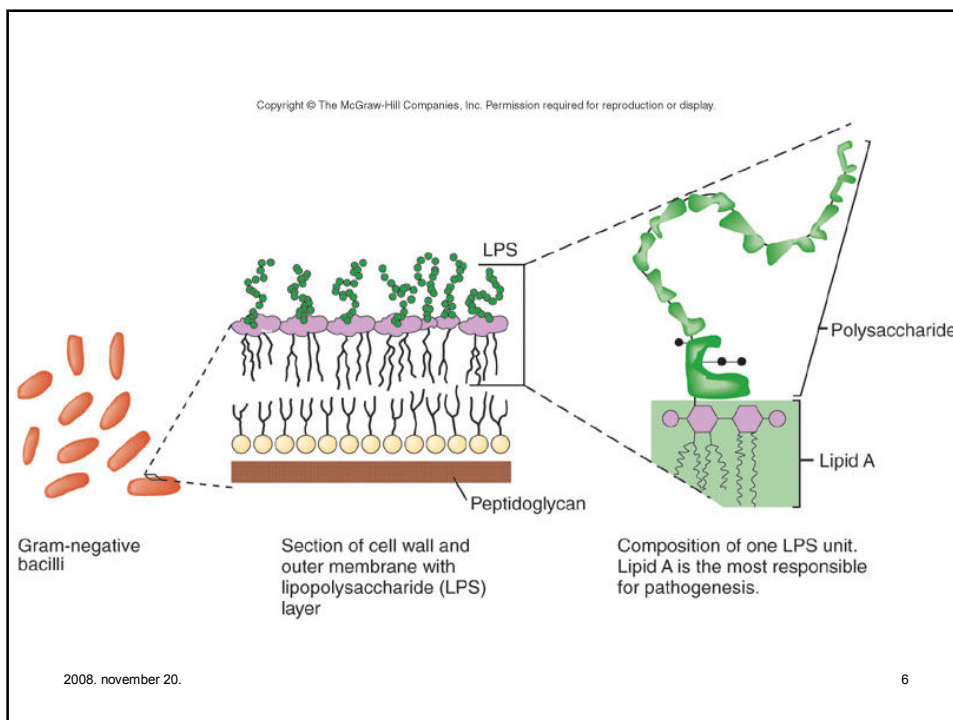 Copyright © The McGraw-Hill Companies, Inc. Permission required for reproduction or display.
LPS
Polysaccharide
Lipid A
Peptidoglycan
Gram-negative
bacilli
Section of cell wall and
outer membrane with
lipopolysaccharide (LPS)
layer
Composition of one LPS unit.
Lipid A is the most responsible
for pathogenesis.
2008. november 20.
6